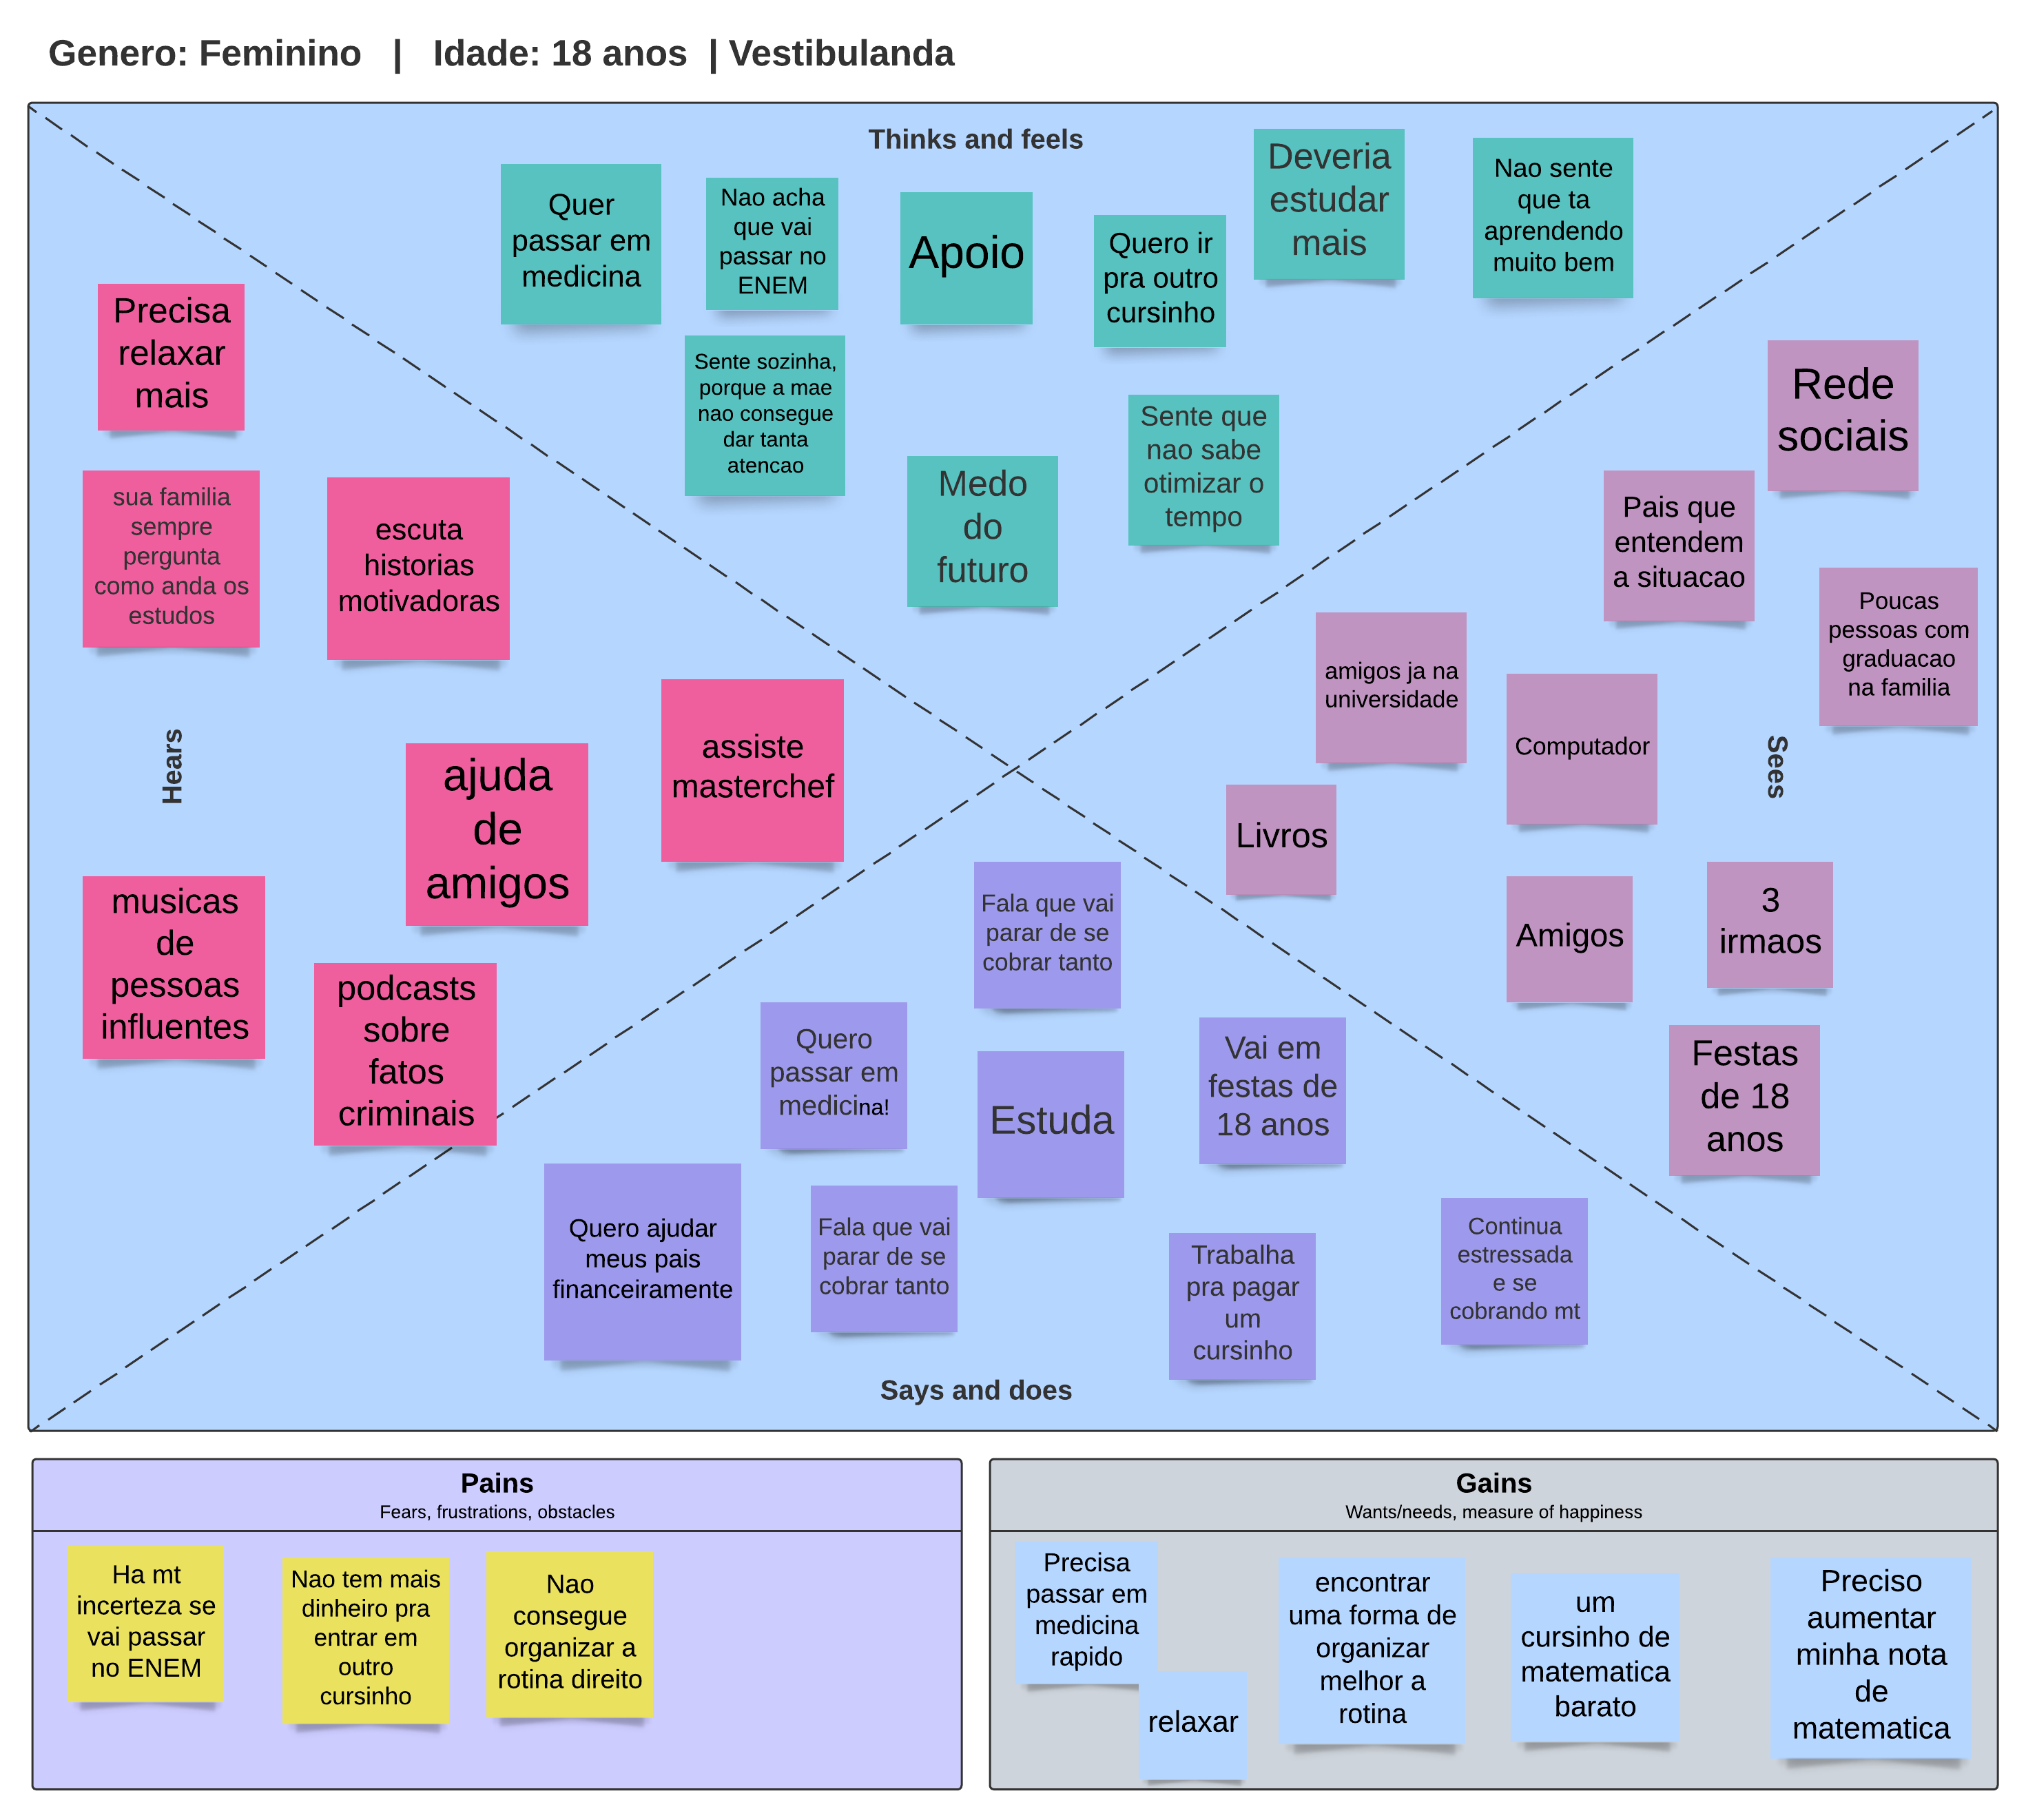 Genero: Feminino | Idade: 18 anos | Vestibulanda
Thinks and feels
Quer
passar em
medicina
Nao acha
que vai
passar no
ENEM
Apoio
Quero ir
pra outro
cursinho
Deveria
estudar
mais
Nao sente
que ta
aprendendo
muito bem
Sente sozinha,
porque a mae
nao consegue
dar tanta
atencao
Medo
do
futuro
Sente que
nao sabe
otimizar o
tempo
Hears
Precisa
relaxar
mais
sua familia
sempre
pergunta
como anda os
estudos
escuta
historias
motivadoras
assiste
masterchef
ajuda
de
amigos
musicas
de
pessoas
influentes
podcasts
sobre
fatos
criminais
Sees
Rede
sociais
Pais que
entendem
a situacao
Poucas
pessoas com
graduacao
na familia
amigos ja na
universidade
Computador
Livros
Amigos
3
irmaos
Festas
de 18
anos
Fala que vai
parar de se
cobrar tanto
Quero
passar em
medicina!
Estuda
Vai em
festas de
18 anos
Quero ajudar
meus pais
financeiramente
Fala que vai
parar de se
cobrar tanto
Trabalha
pra pagar
um
cursinho
Continua
estressada
e se
cobrando mt
Says and does
Pains
Fears, frustrations, obstacles
Ha mt
incerteza se
vai passar
no ENEM
Nao tem mais
dinheiro pra
entrar em
outro
cursinho
Nao
consegue
organizar a
rotina direito
Gains
Wants/needs, measure of happiness
Precisa
passar em
medicina
rapido
relaxar
encontrar
uma forma de
organizar
melhor a
rotina
um
cursinho de
matematica
barato
Preciso
aumentar
minha nota
de
matematica